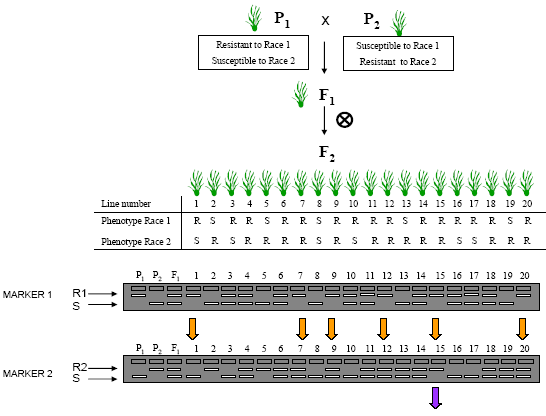 P1 X P2
Resistant to Race 1
Susceptible to Race 2
Susceptible to Race 1
Resistant to Race 2
F1
F2
Line number 1 2 3 4 5 6 7 8 9 10 11 12 13 14 15 16 17 18 19 20
Phenotype Race 1 R S R R S R R S R R R R S R R R R R S R
Phenotype Race 2 S R S S R S R R R S R R R R R S S R R R
P1 P2 F1 1 2 3 4 5 6 7 8 9 10 11 12 13 14 15 16 17 18 19 20
MARKER 1 R1
S
P1 P2 F1 1 2 3 4 5 6 7 8 9 10 11 12 13 14 15 16 17 18 19 20
MARKER 2 R2
S